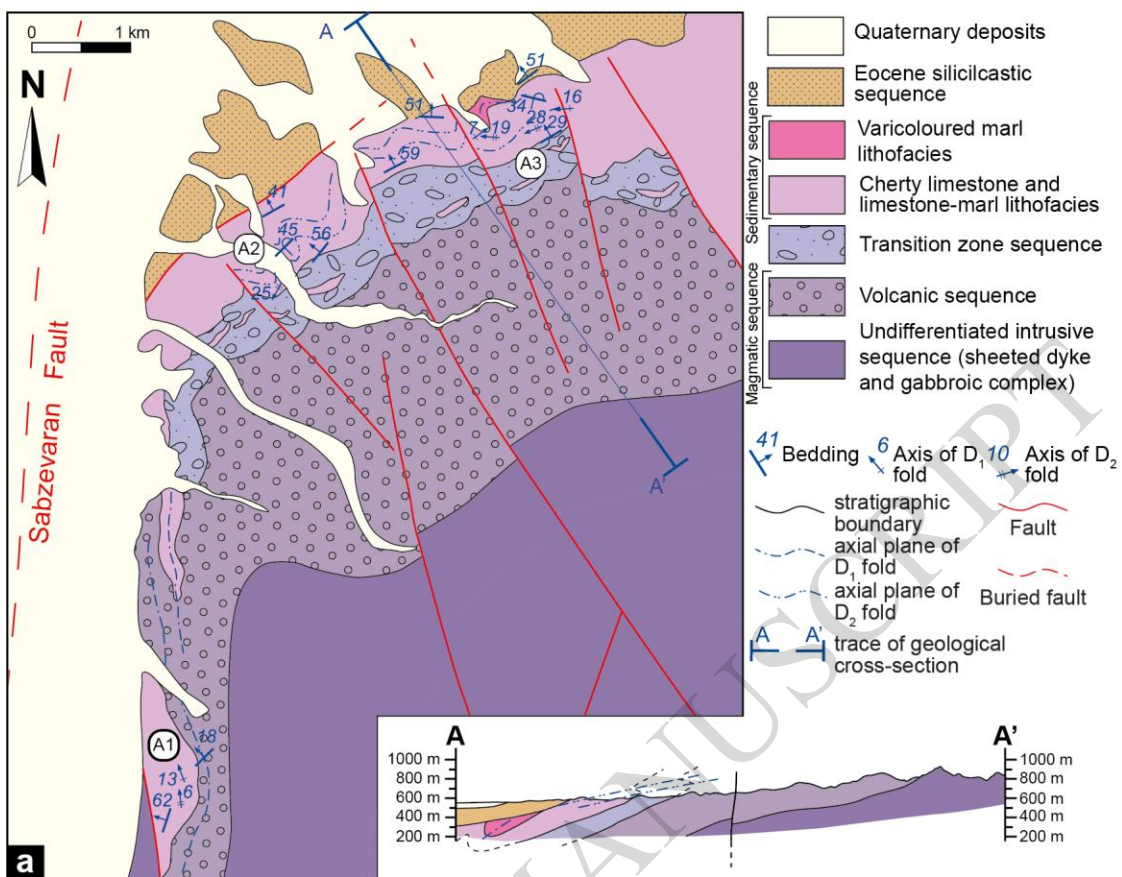 0 1 km
N
A
51
51
34
16
7
19
28
29
59
A3
41
45
56
A2
25
Sabzevaran Fault
A'
18
A1
13
6
62
a
Quaternary deposits
Eocene silicilcastic
sequence
Sedimentary sequence
Varicoloured marl
lithofacies
Cherty limestone and
limestone-marl lithofacies
Transition zone sequence
Magmatic sequence
Volcanic sequence
Undifferentiated intrusive
sequence (sheeted dyke
and gabbroic complex)
41 Bedding
6 Axis of D1
fold
10 Axis of D2
fold
stratigraphic
boundary
Fault
axial plane of
D1 fold
axial plane of
D2 fold
Buried fault
A A' trace of geological
cross-section
A A'
1000 m 1000 m
800 m 800 m
600 m 600 m
400 m 400 m
200 m 200 m
MANUSCRIPT